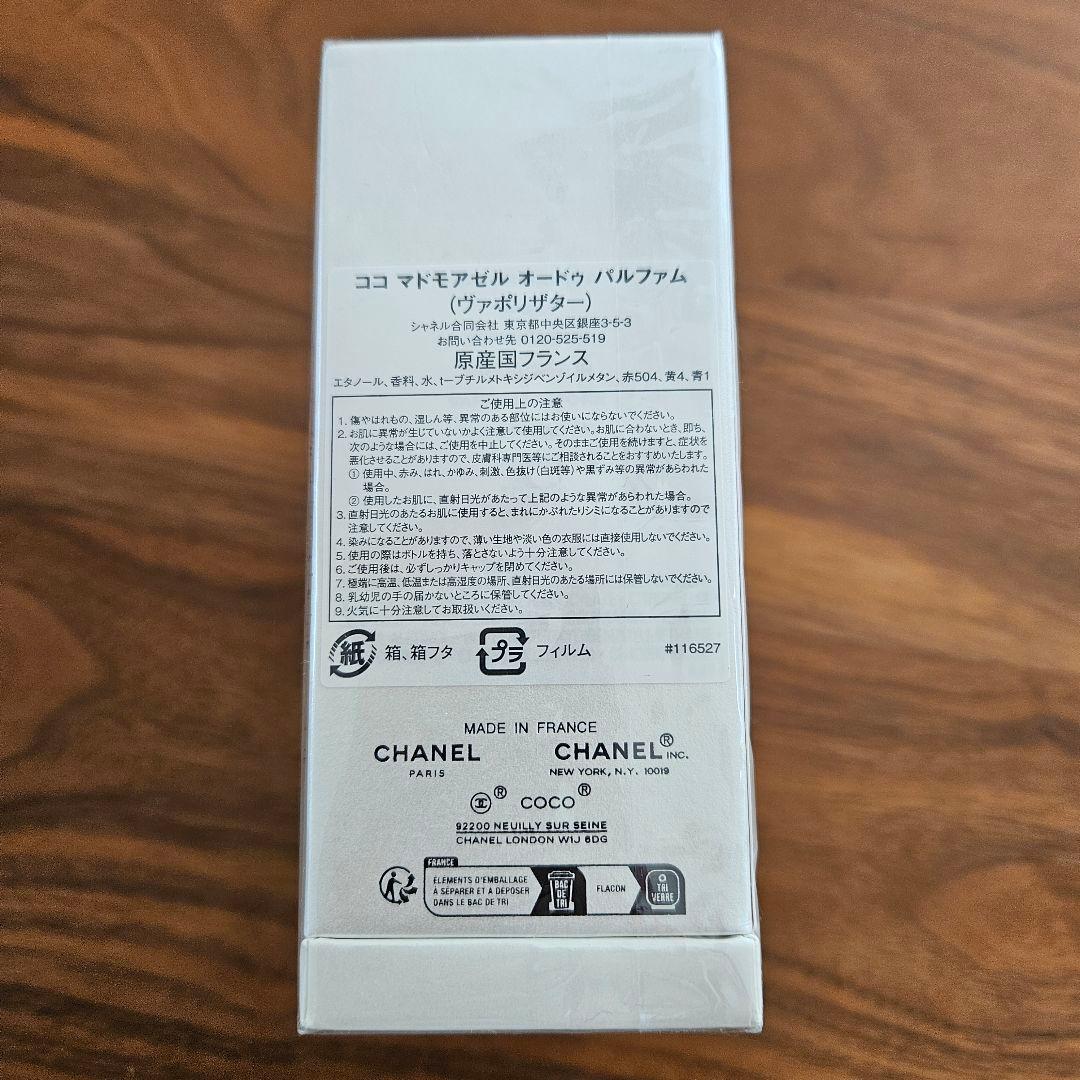 ココ マドモアゼル オードゥ パルファム
(ヴァポリザター)
シャネル合同会社 東京都中央区銀座3-5-3
お問い合わせ先 0120-525-519
原産国フランス
エタノール、香料、水、t-ブチルメトキシジベンゾイルメタン、赤504、黄4、青1
ご使用上の注意
1. 傷やはれもの、湿しん等、異常のある部位にはお使いにならないでください。
2. お肌に異常が生じていないかよく注意して使用してください。お肌に合わないとき、即ち、
次のような場合には、ご使用を中止してください。そのままご使用を続けますと、症状を
悪化させることがありますので、皮膚科専門医等にご相談されることをおすすめいたします。
① 使用中、赤み、はれ、かゆみ、刺激、色抜け(白斑等)や黒ずみ等の異常があらわれた
場合。
② 使用したお肌に、直射日光があたって上記のような異常があらわれた場合。
3. 直射日光のあたるお肌に使用すると、まれにかぶれたりシミになることがありますので
注意してください。
4. 染みになることがありますので、薄い生地や淡い色の衣服には直接使用しないでください。
5. 使用の際はボトルを持ち、落とさないよう十分注意してください。
6. ご使用後は、必ずしっかりキャップを閉めてください。
7. 極端に高温、低温または高湿度の場所、直射日光のあたる場所には保管しないでください。
8. 乳幼児の手の届かないところに保管してください。
9. 火気に十分注意してお取扱いください。
紙 箱、箱フタ プラ フィルム #116527
MADE IN FRANCE
CHANEL CHANEL® INC.
PARIS NEW YORK, N.Y. 10019
® COCO®
92200 NEUILLY SUR SEINE
CHANEL LONDON W1J 6DG
FRANCE
ÉLÉMENTS D'EMBALLAGE
À SÉPARER ET À DÉPOSER
DANS LE BAC DE TRI
BAC
DE
TRI
FLACON
TRI
VERRE